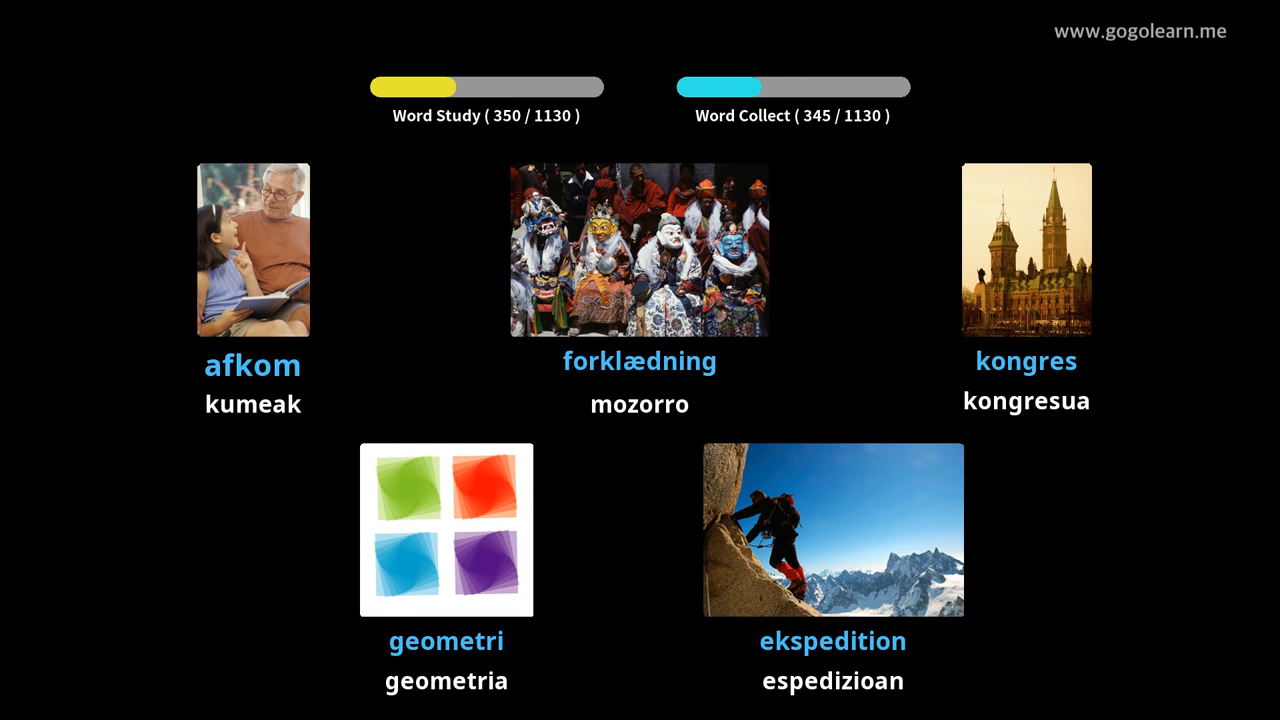 www.gogolearn.me
Word Study ( 350 / 1130 )
Word Collect ( 345 / 1130 )
afkom
kumeak
forklædning
mozorro
kongres
kongresua
geometri
geometria
ekspedition
espedizioan